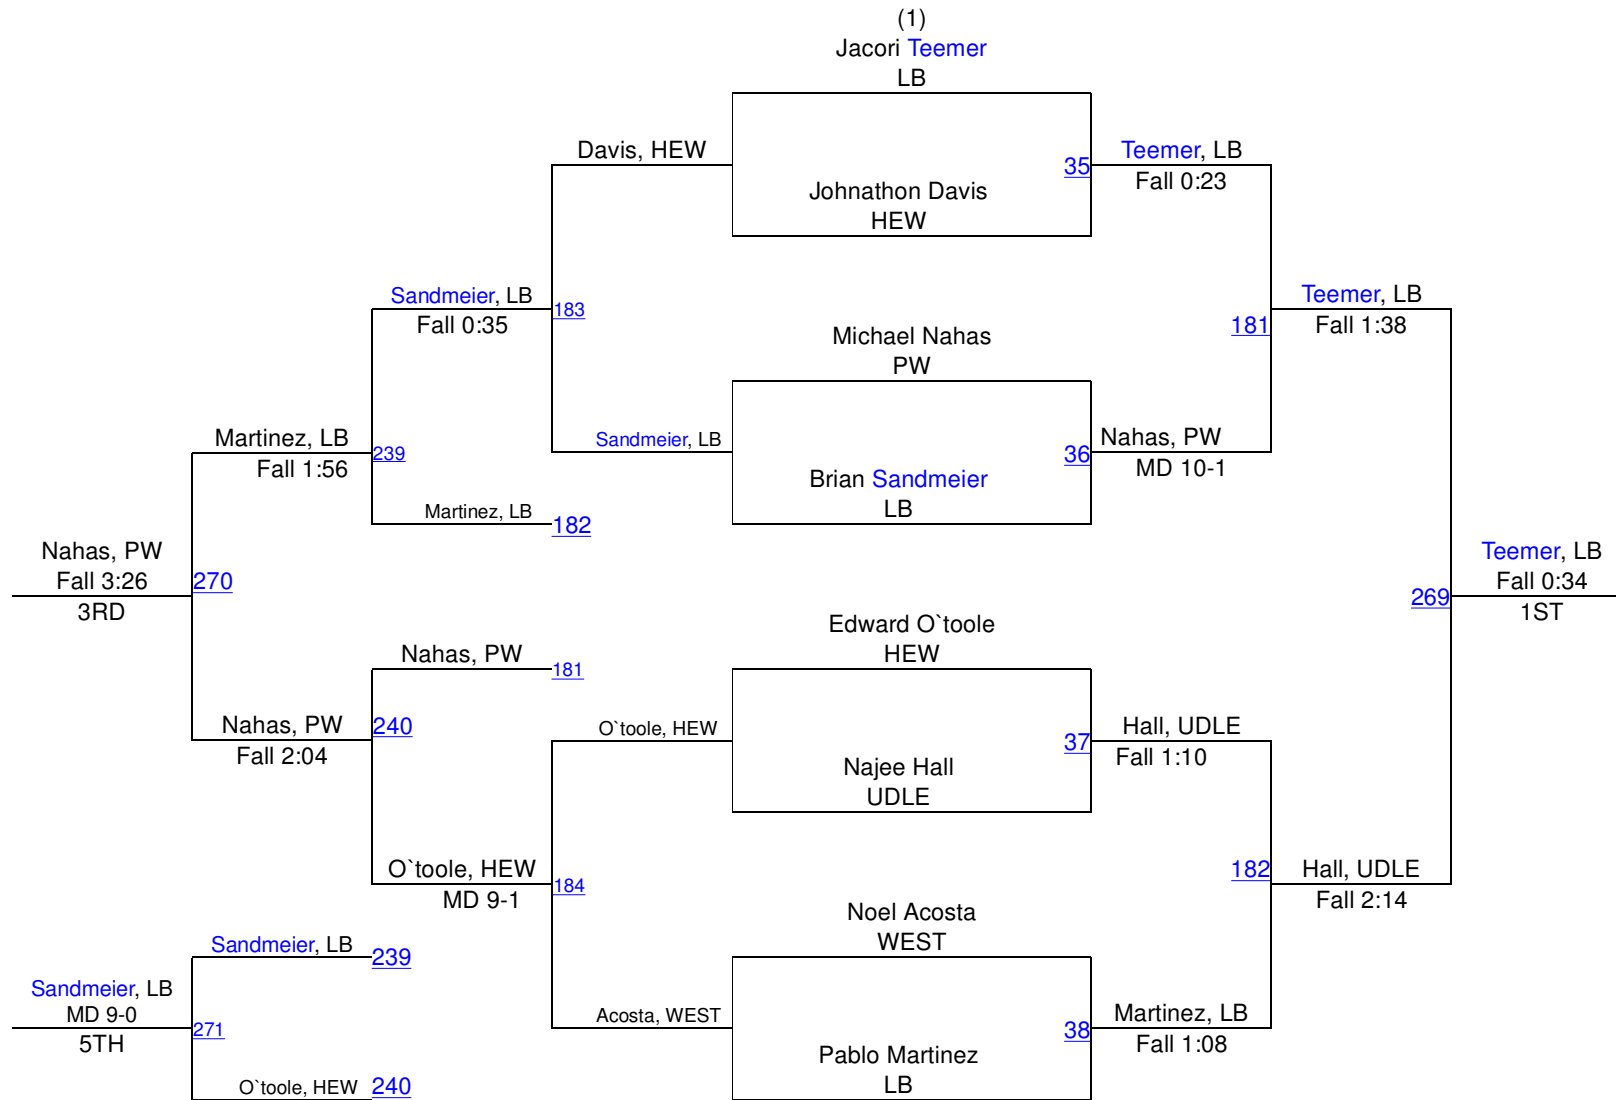 (1)
Jacori Teemer
LB
Davis, HEW
35
Teemer, LB
Fall 0:23
Johnathon Davis
HEW
Sandmeier, LB
Fall 0:35
183
Teemer, LB
Fall 1:38
181
Michael Nahas
PW
Martinez, LB
Fall 1:56
239
Sandmeier, LB
36
Nahas, PW
MD 10-1
Brian Sandmeier
LB
Martinez, LB
182
Nahas, PW
Fall 3:26
3RD
270
269
Teemer, LB
Fall 0:34
1ST
Edward O`toole
HEW
Nahas, PW
181
Nahas, PW
Fall 2:04
240
O`toole, HEW
37
Hall, UDLE
Fall 1:10
Najee Hall
UDLE
O`toole, HEW
MD 9-1
184
182
Hall, UDLE
Fall 2:14
Noel Acosta
WEST
Sandmeier, LB
239
Sandmeier, LB
MD 9-0
5TH
271
Acosta, WEST
38
Martinez, LB
Fall 1:08
Pablo Martinez
LB
O`toole, HEW
240